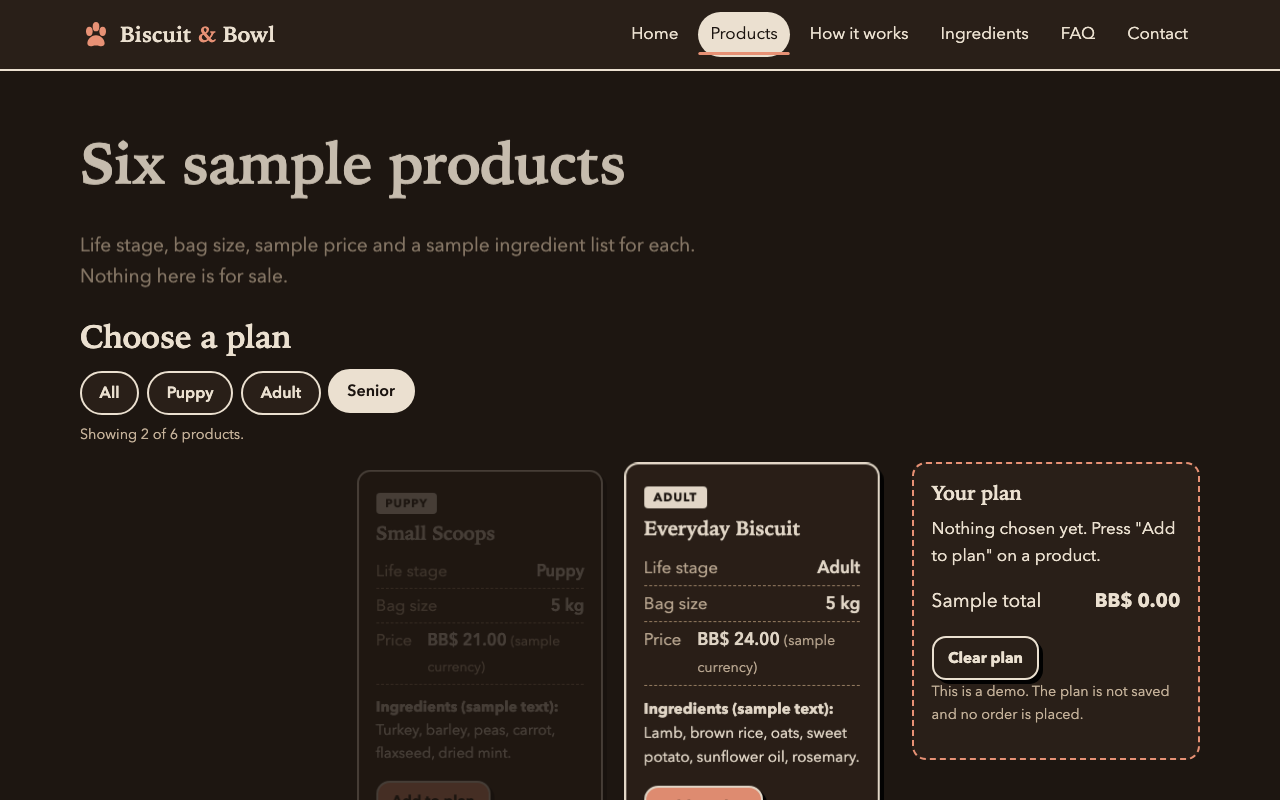 Biscuit & Bowl
Home
Products
How it works
Ingredients
FAQ
Contact
Six sample products
Life stage, bag size, sample price and a sample ingredient list for each.
Nothing here is for sale.
Choose a plan
All
Puppy
Adult
Senior
Showing 2 of 6 products.
PUPPY
Small Scoops
Life stage Puppy
Bag size 5 kg
Price BB$ 21.00 (sample
currency)
Ingredients (sample text):
Turkey, barley, peas, carrot,
flaxseed, dried mint.
ADULT
Everyday Biscuit
Life stage Adult
Bag size 5 kg
Price BB$ 24.00 (sample
currency)
Ingredients (sample text):
Lamb, brown rice, oats, sweet
potato, sunflower oil, rosemary.
Your plan
Nothing chosen yet. Press "Add
to plan" on a product.
Sample total BB$ 0.00
Clear plan
This is a demo. The plan is not saved
and no order is placed.